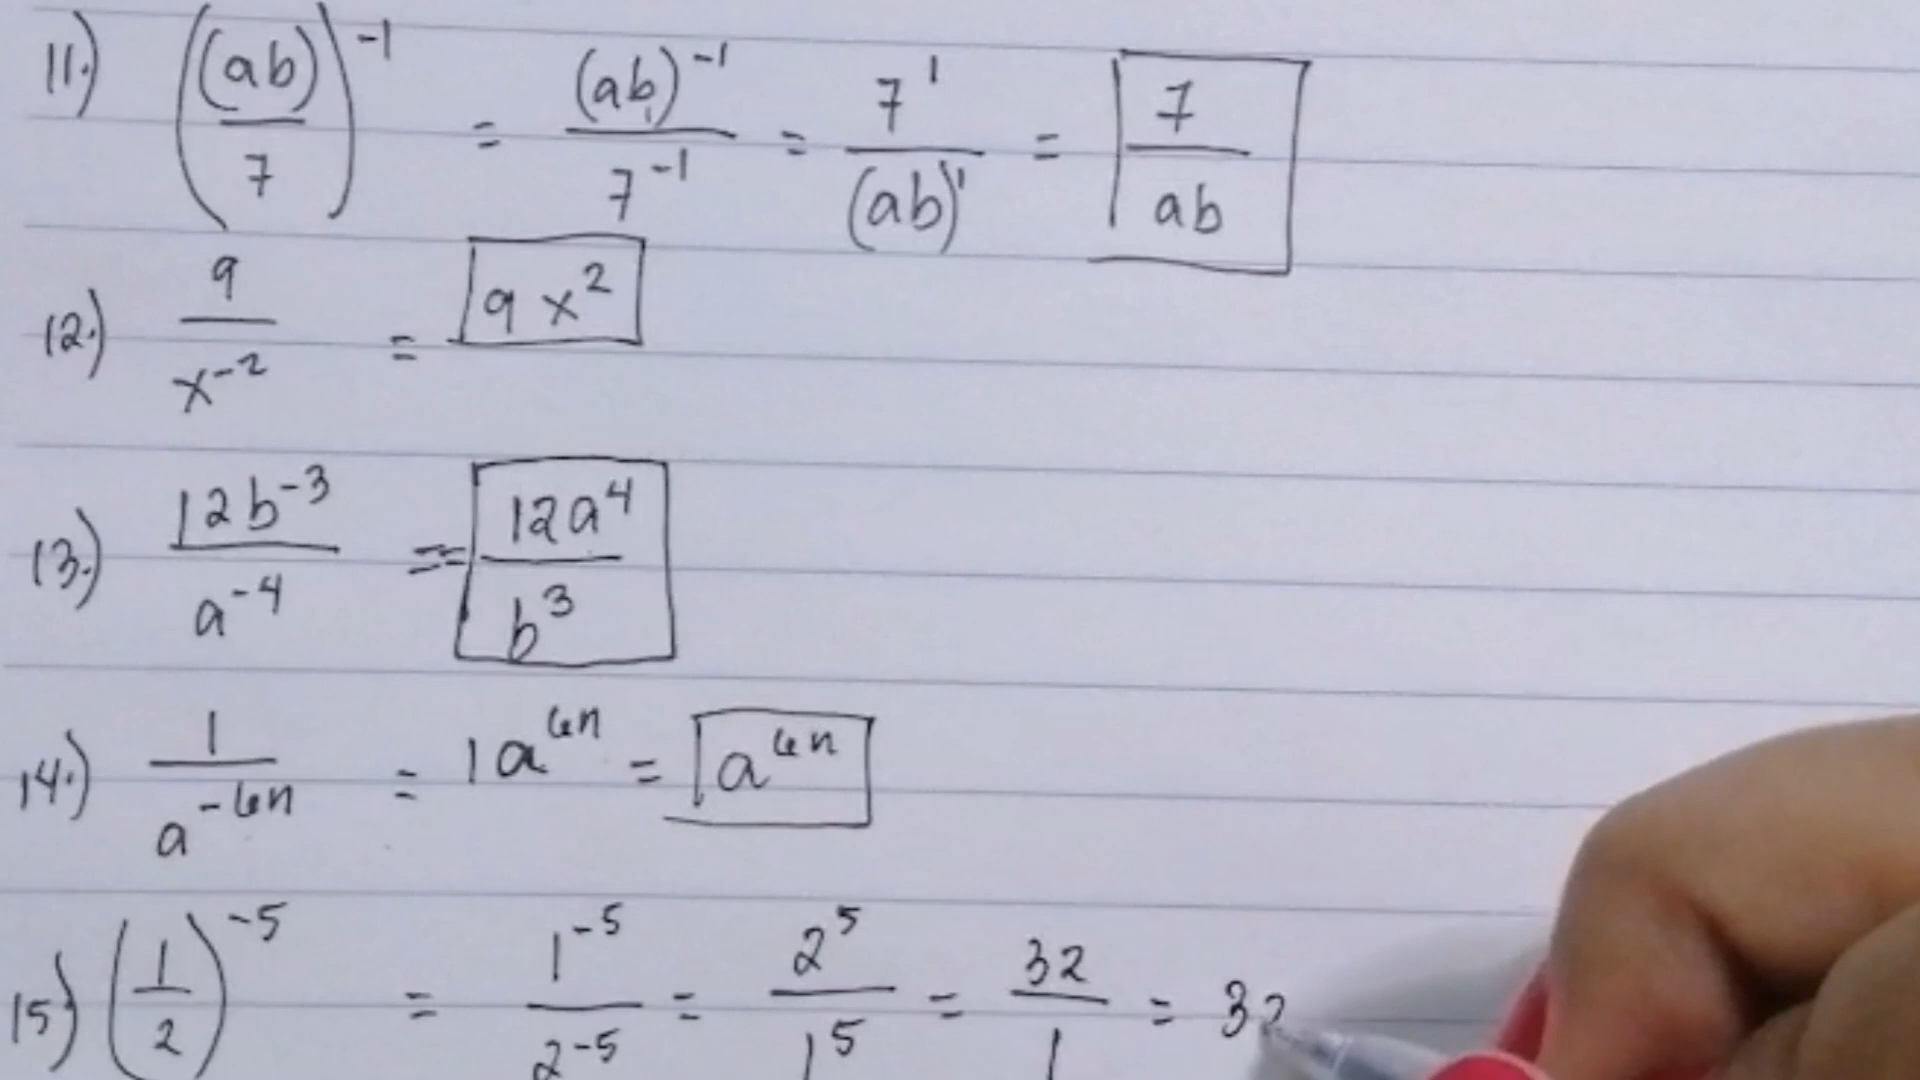 11.) ((ab)/7)^-1 = (ab)^-1/7^-1 = 7^1/(ab)^1 = 7/ab
12.) 9/x^-2 = 9x^2
13.) 12b^-3/a^-4 == 12a^4/b^3
14.) 1/a^-6n = 1a^6n = a^6n
15) (1/2)^-5 = 1^-5/2^-5 = 2^5/1^5 = 32/1 = 32